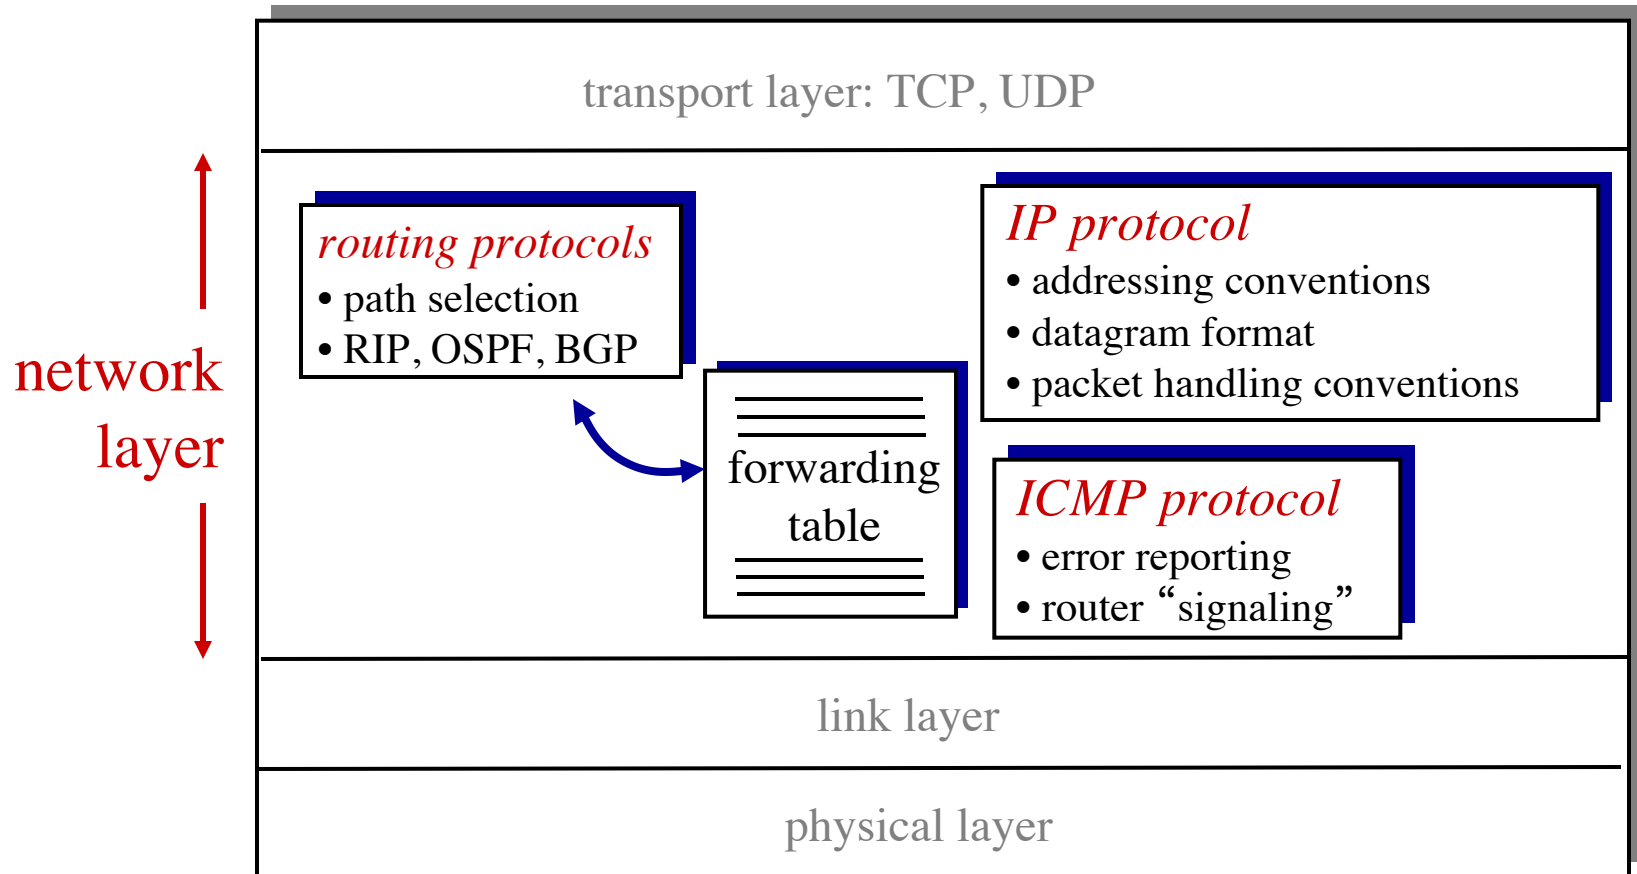 transport layer: TCP, UDP
network
layer
routing protocols
• path selection
• RIP, OSPF, BGP
forwarding
table
IP protocol
• addressing conventions
• datagram format
• packet handling conventions
ICMP protocol
• error reporting
• router “signaling”
link layer
physical layer